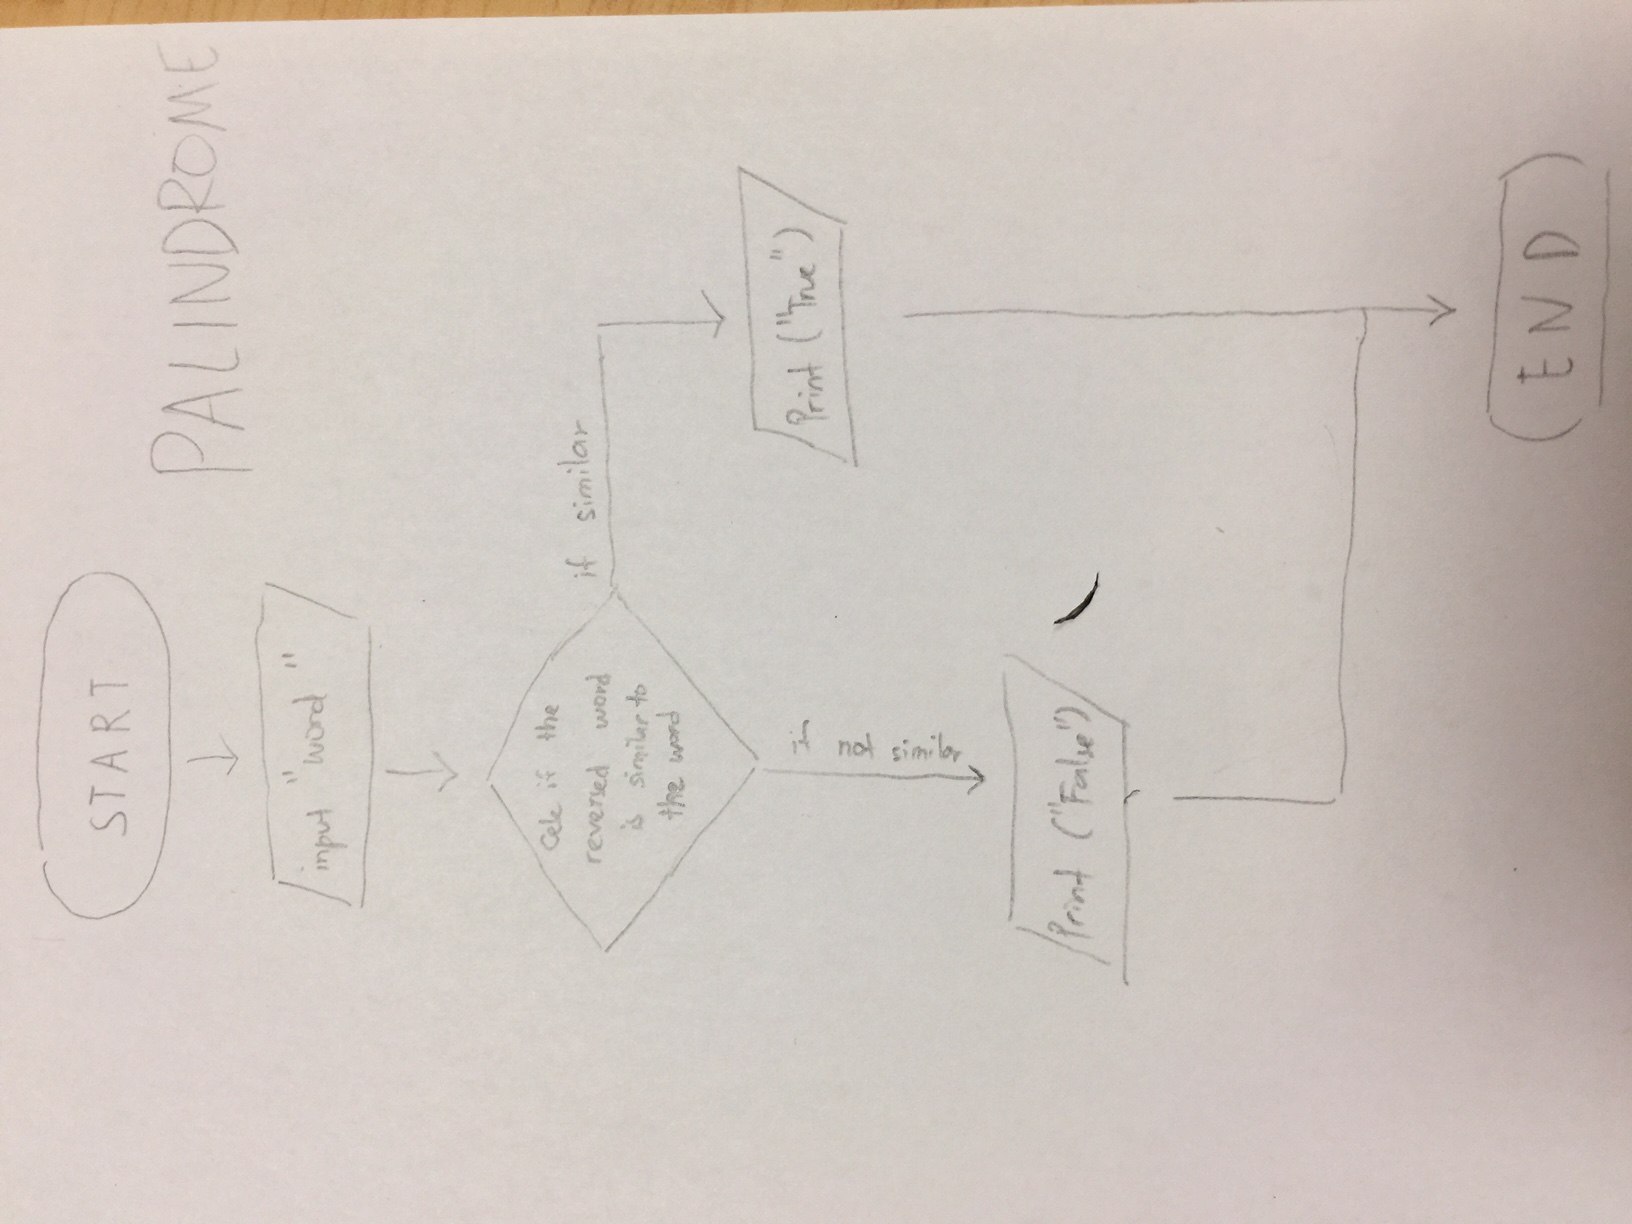 START
PALINDROME
input "word "
Cek if the
reversed word
is similar to
the word
if similar
Print ("True")
if not similar
Print ("False")
END